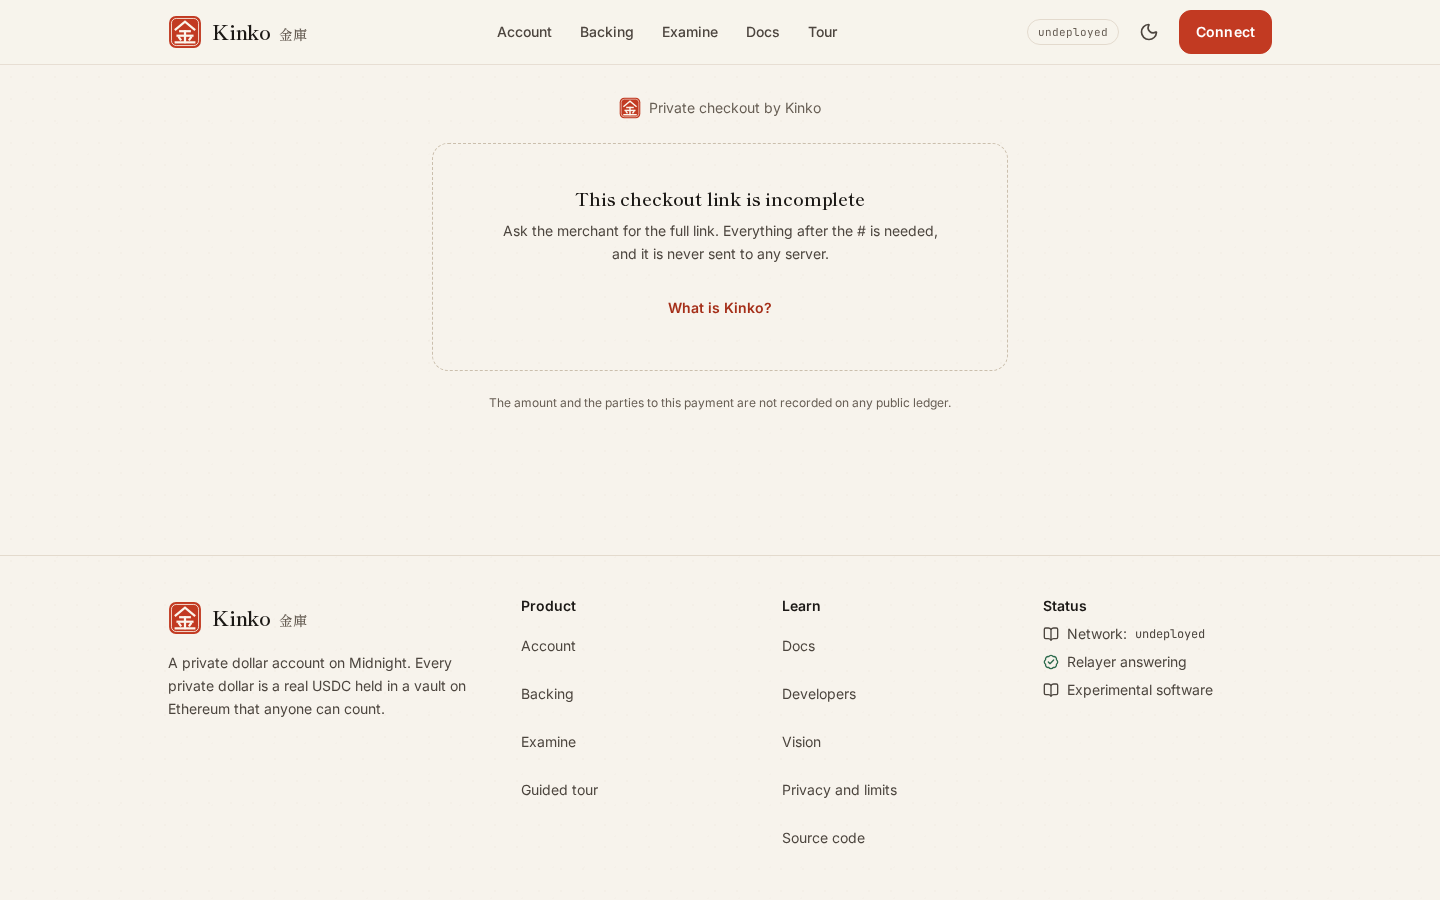 金 Kinko 金庫
Account Backing Examine Docs Tour
undeployed
Connect
金 Private checkout by Kinko
This checkout link is incomplete
Ask the merchant for the full link. Everything after the # is needed,
and it is never sent to any server.
What is Kinko?
The amount and the parties to this payment are not recorded on any public ledger.
金 Kinko 金庫
A private dollar account on Midnight. Every
private dollar is a real USDC held in a vault on
Ethereum that anyone can count.
Product
Account
Backing
Examine
Guided tour
Learn
Docs
Developers
Vision
Privacy and limits
Source code
Status
Network: undeployed
Relayer answering
Experimental software